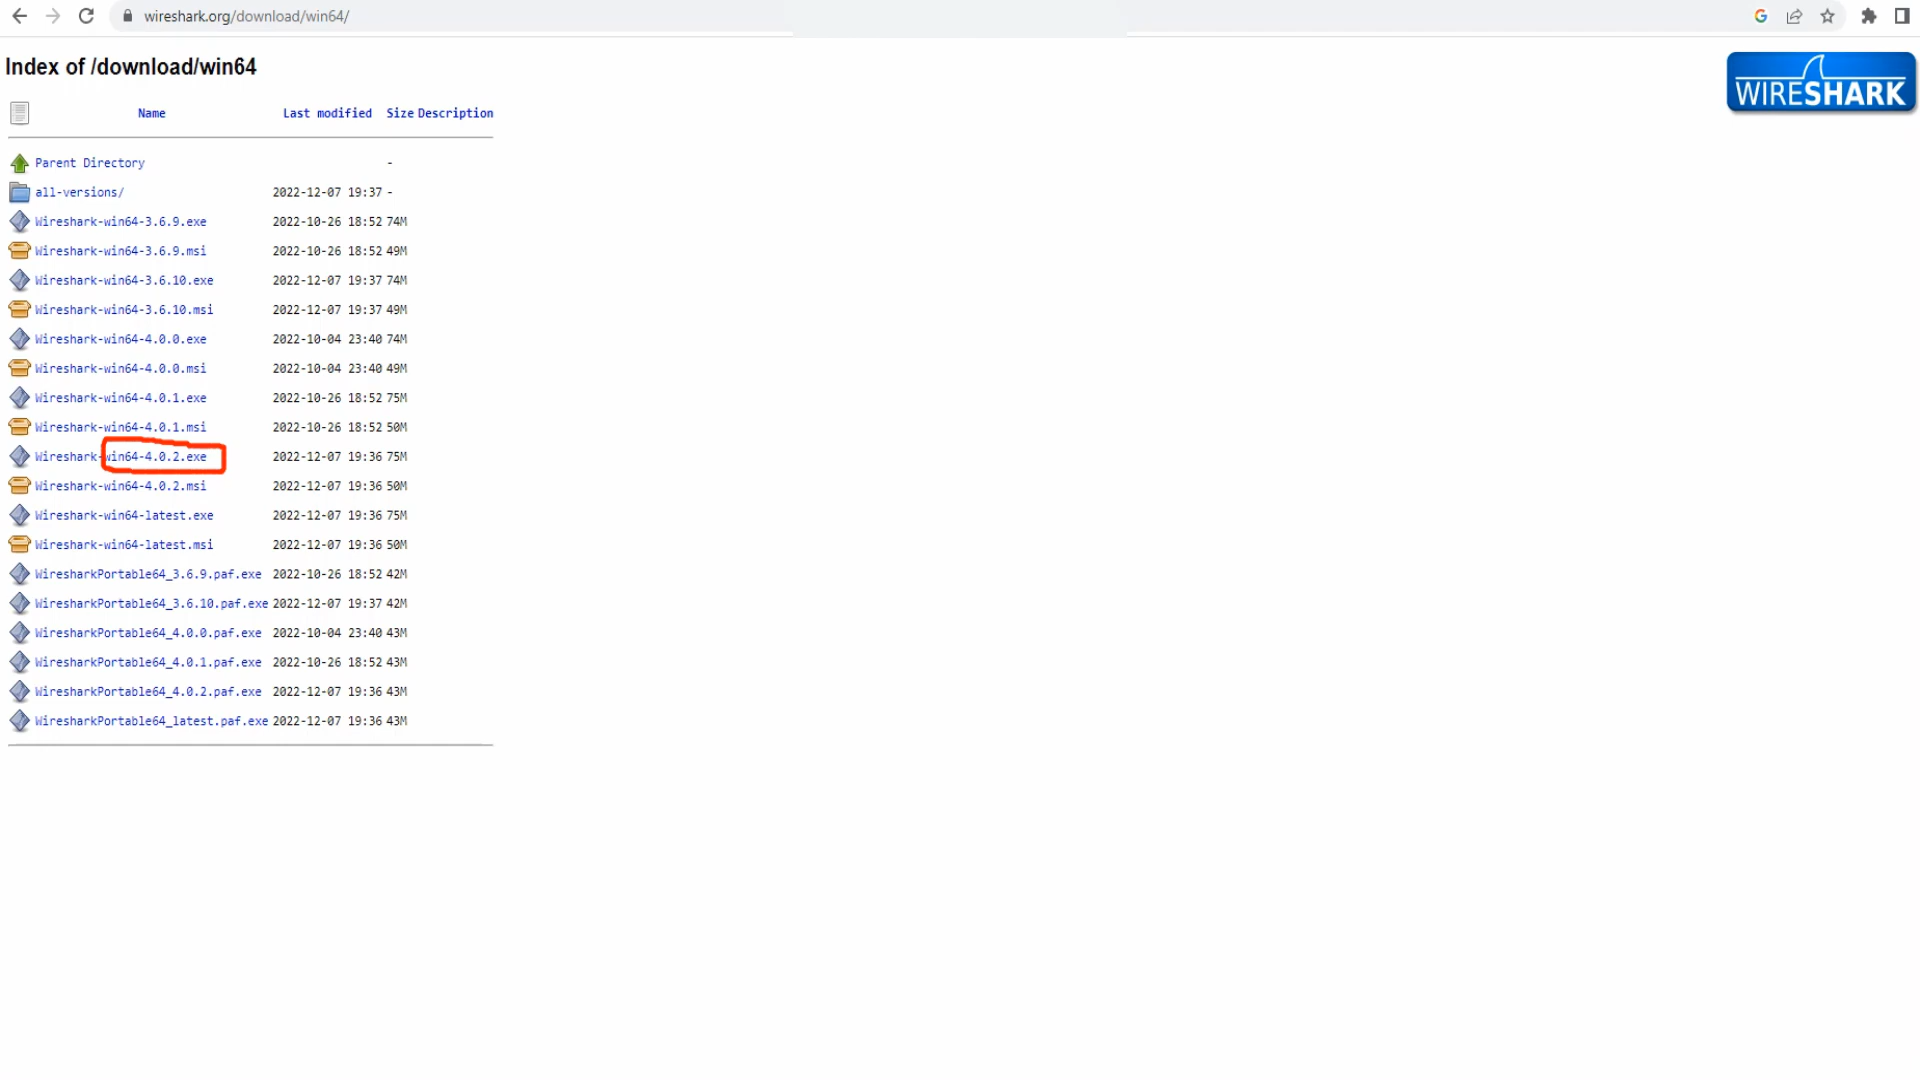 wireshark.org/download/win64/
Index of /download/win64
WIRESHARK
Name Last modified Size Description
Parent Directory -
all-versions/ 2022-12-07 19:37 -
Wireshark-win64-3.6.9.exe 2022-10-26 18:52 74M
Wireshark-win64-3.6.9.msi 2022-10-26 18:52 49M
Wireshark-win64-3.6.10.exe 2022-12-07 19:37 74M
Wireshark-win64-3.6.10.msi 2022-12-07 19:37 49M
Wireshark-win64-4.0.0.exe 2022-10-04 23:40 74M
Wireshark-win64-4.0.0.msi 2022-10-04 23:40 49M
Wireshark-win64-4.0.1.exe 2022-10-26 18:52 75M
Wireshark-win64-4.0.1.msi 2022-10-26 18:52 50M
Wireshark-win64-4.0.2.exe 2022-12-07 19:36 75M
Wireshark-win64-4.0.2.msi 2022-12-07 19:36 50M
Wireshark-win64-latest.exe 2022-12-07 19:36 75M
Wireshark-win64-latest.msi 2022-12-07 19:36 50M
WiresharkPortable64_3.6.9.paf.exe 2022-10-26 18:52 42M
WiresharkPortable64_3.6.10.paf.exe 2022-12-07 19:37 42M
WiresharkPortable64_4.0.0.paf.exe 2022-10-04 23:40 43M
WiresharkPortable64_4.0.1.paf.exe 2022-10-26 18:52 43M
WiresharkPortable64_4.0.2.paf.exe 2022-12-07 19:36 43M
WiresharkPortable64_latest.paf.exe 2022-12-07 19:36 43M